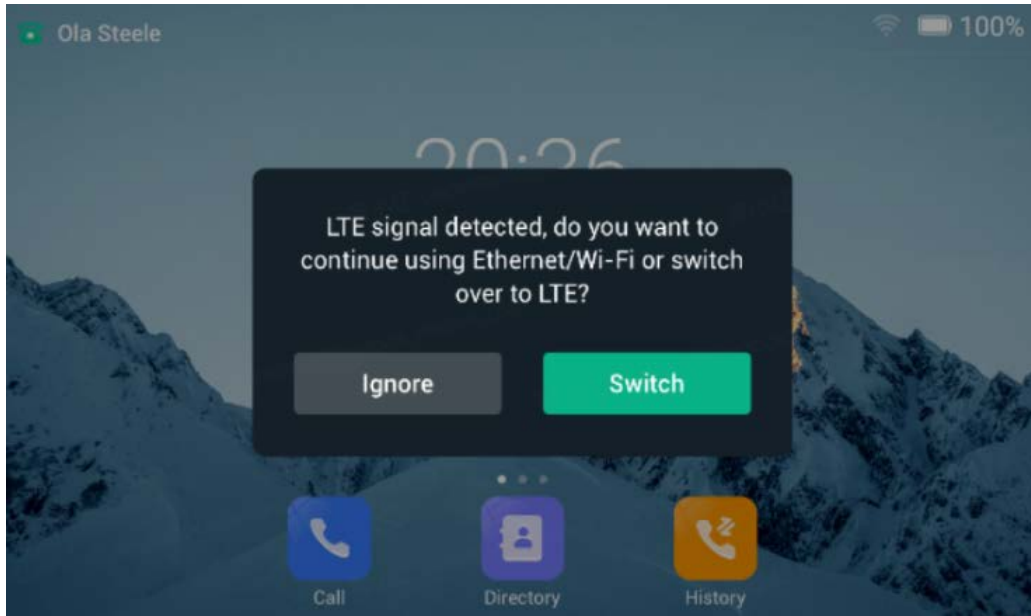 Ola Steele
100%
20:26
LTE signal detected, do you want to
continue using Ethernet/Wi-Fi or switch
over to LTE?
Ignore
Switch
Call
Directory
History